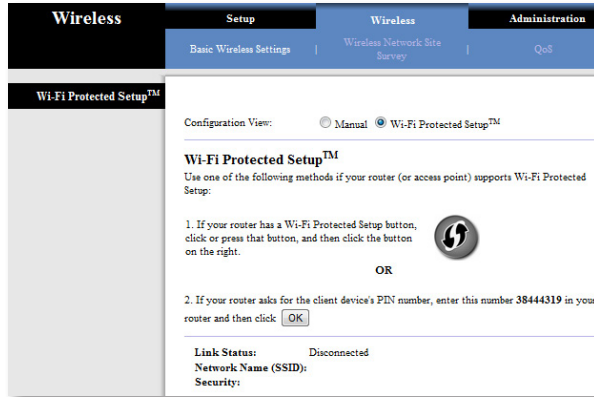 Wireless
Setup
Wireless
Administration
Basic Wireless Settings | Wireless Network Site Survey | QoS
Wi-Fi Protected Setup™
Configuration View: Manual Wi-Fi Protected Setup™
Wi-Fi Protected Setup™
Use one of the following methods if your router (or access point) supports Wi-Fi Protected
Setup:
1. If your router has a Wi-Fi Protected Setup button,
click or press that button, and then click the button
on the right.
OR
2. If your router asks for the client device's PIN number, enter this number 38444319 in your
router and then click OK
Link Status: Disconnected
Network Name (SSID):
Security: